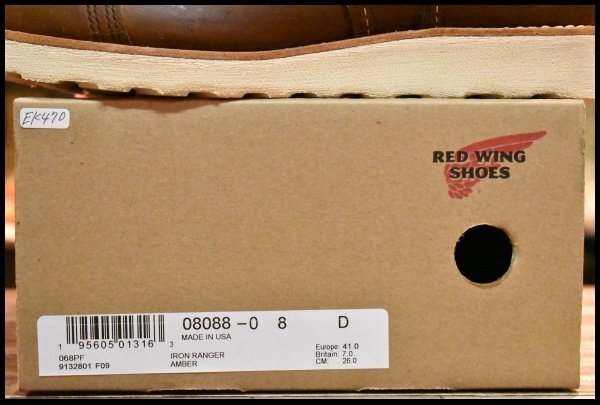 EK470
RED WING
SHOES
08088-0 8 D
MADE IN USA
1 95605 01316 3
068PF IRON RANGER
9132801 F09 AMBER
Europe: 41.0
Britain: 7.0
CM: 26.0